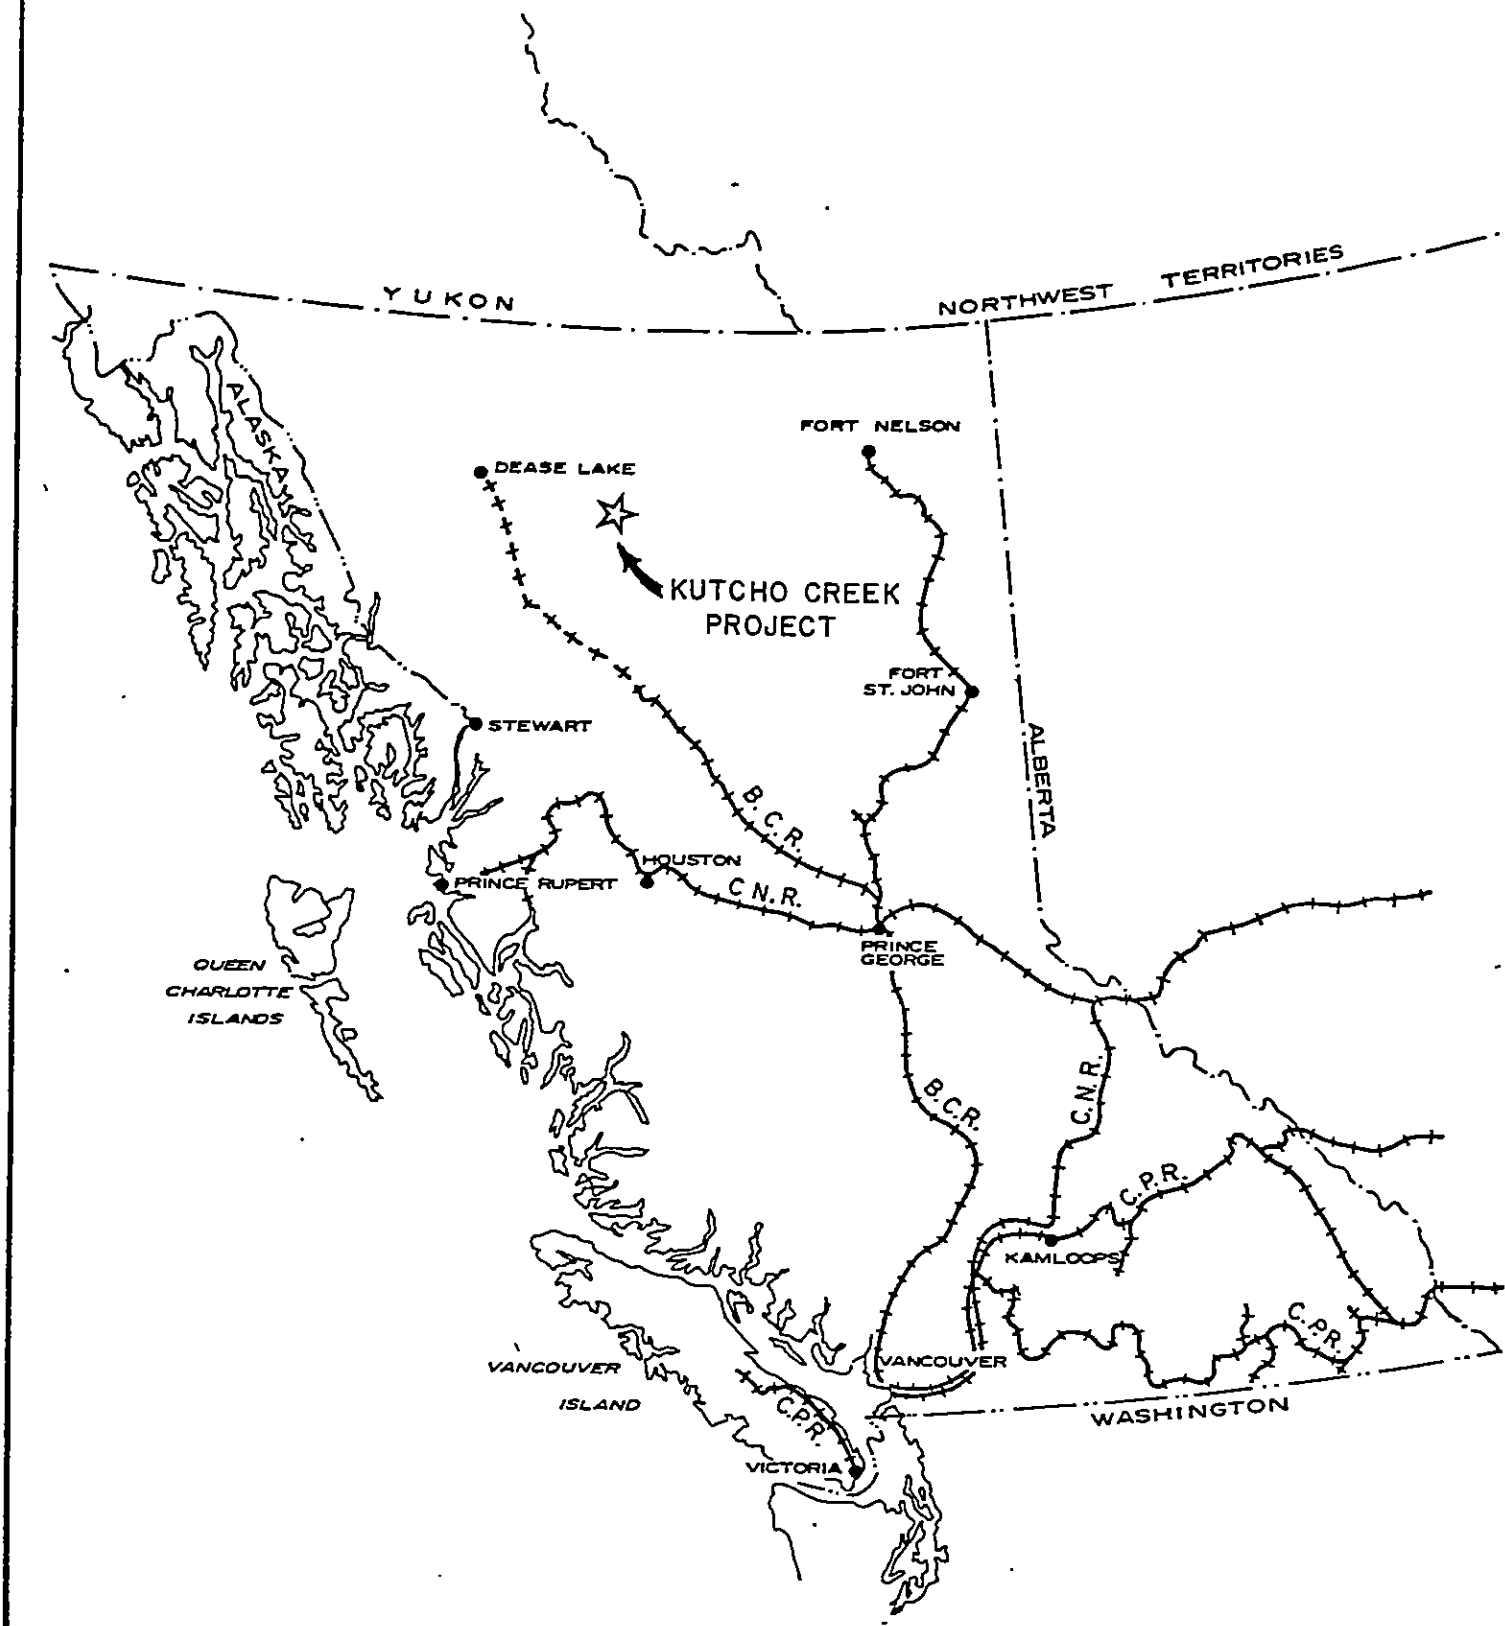 YUKON
NORTHWEST TERRITORIES
ALASKA
FORT NELSON
DEASE LAKE
KUTCHO CREEK
PROJECT
FORT
ST. JOHN
STEWART
ALBERTA
B.C.R.
HOUSTON
PRINCE RUPERT
C.N.R.
PRINCE
GEORGE
QUEEN
CHARLOTTE
ISLANDS
B.C.R.
C.N.R.
C.P.R.
KAMLOOPS
C.P.R.
VANCOUVER
VANCOUVER
ISLAND
C.P.R.
WASHINGTON
VICTORIA